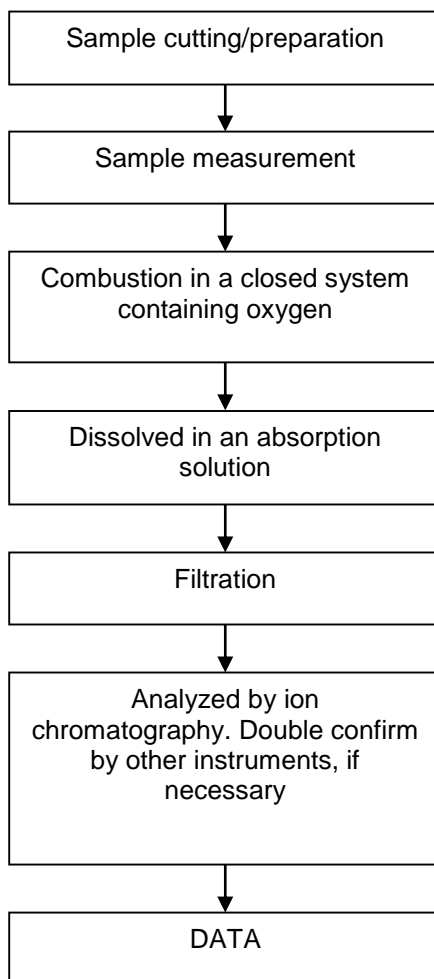 Sample cutting/preparation
Sample measurement
Combustion in a closed system
containing oxygen
Dissolved in an absorption
solution
Filtration
Analyzed by ion
chromatography. Double confirm
by other instruments, if
necessary
DATA